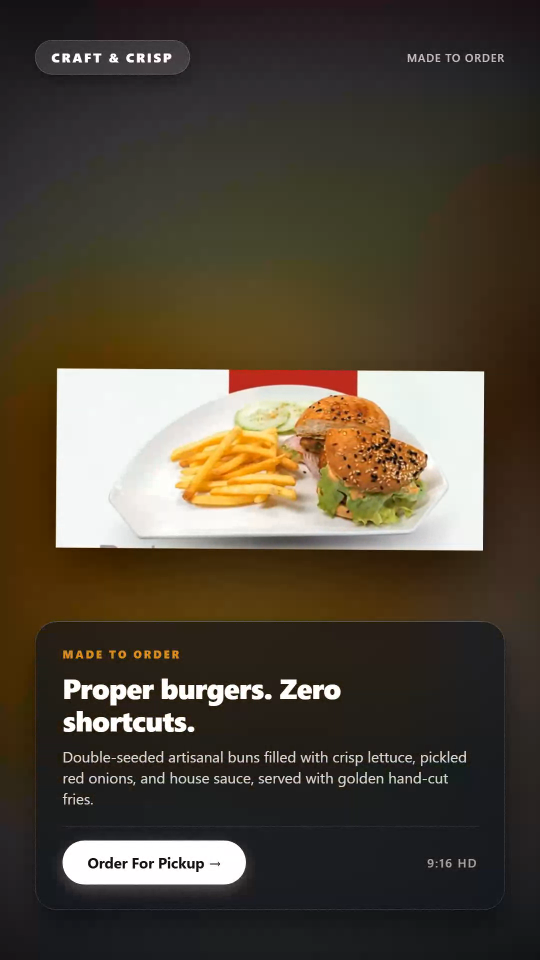 CRAFT & CRISP
MADE TO ORDER
MADE TO ORDER
Proper burgers. Zero
shortcuts.
Double-seeded artisanal buns filled with crisp lettuce, pickled
red onions, and house sauce, served with golden hand-cut
fries.
Order For Pickup →
9:16 HD